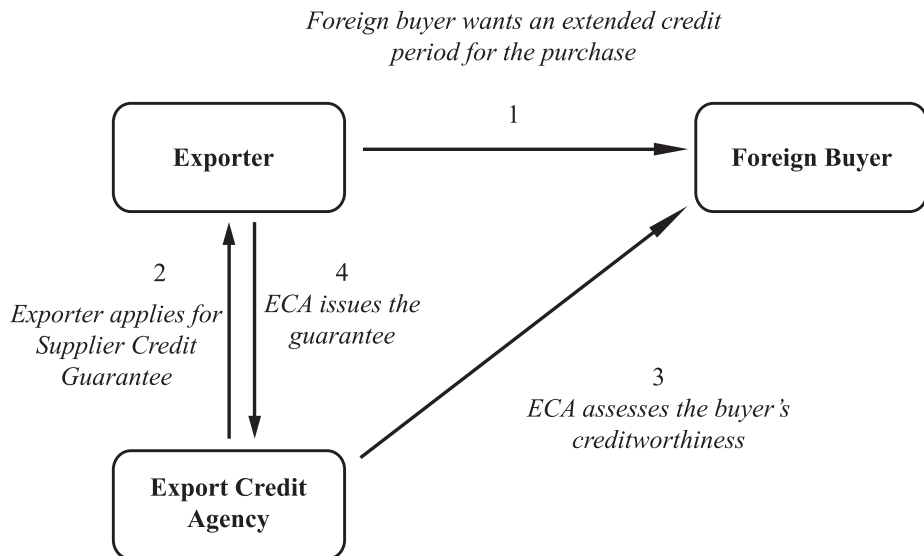 Foreign buyer wants an extended credit
period for the purchase
1
Exporter
Foreign Buyer
2
Exporter applies for
Supplier Credit
Guarantee
4
ECA issues the
guarantee
3
ECA assesses the buyer’s
creditworthiness
Export Credit
Agency